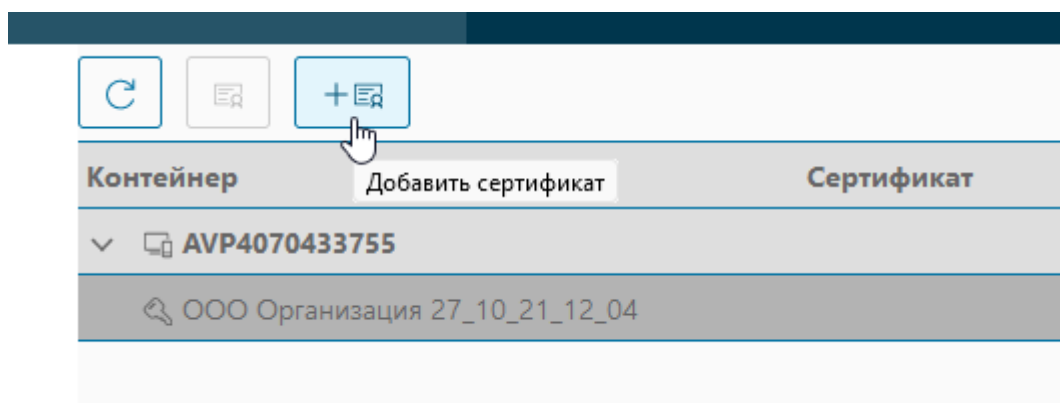 Добавить сертификат
Контейнер
Сертификат
AVP4070433755
ООО Организация 27_10_21_12_04